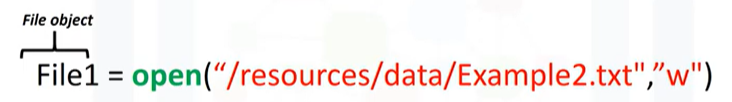 File object
File1 = open(“/resources/data/Example2.txt",”w")